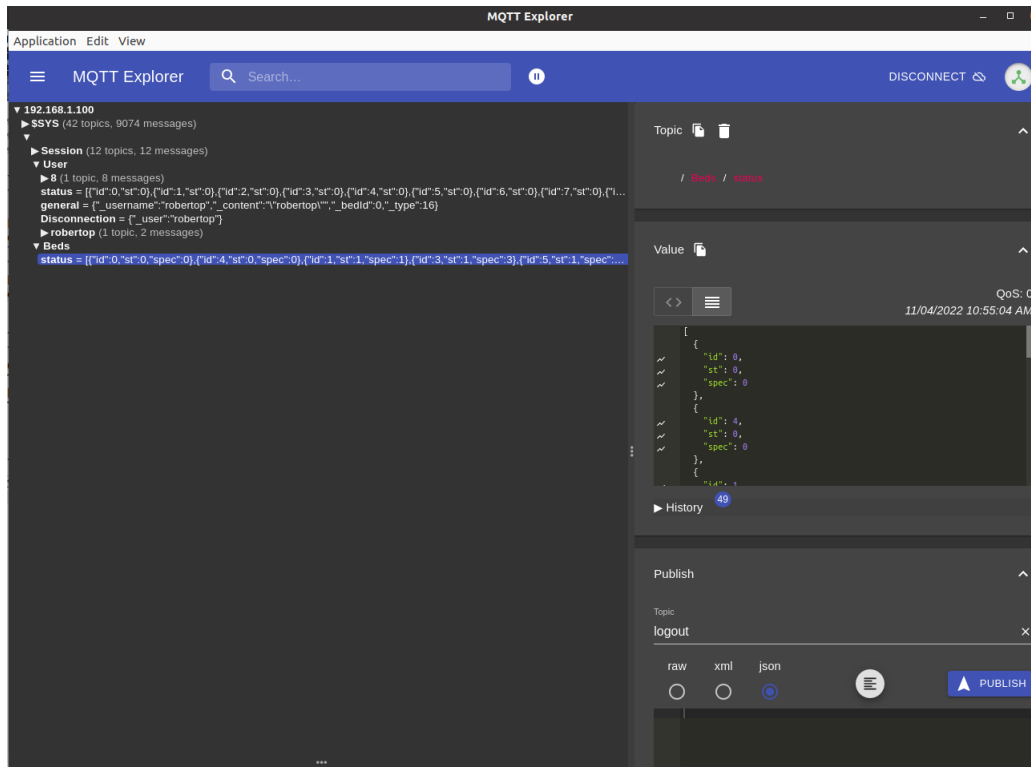 MQTT Explorer
Application Edit View
MQTT Explorer
Search...
DISCONNECT
▼ 192.168.1.100
▶ $SYS (42 topics, 9074 messages)
▼
▶ Session (12 topics, 12 messages)
▼ User
▶ 8 (1 topic, 8 messages)
status = [{"id":0,"st":0},{"id":1,"st":0},{"id":2,"st":0},{"id":3,"st":0},{"id":4,"st":0},{"id":5,"st":0},{"id":6,"st":0},{"id":7,"st":0},{"i...
general = {"_username":"robertop","_content":"\"robertop\"","_bedId":0,"_type":16}
Disconnection = {"_user":"robertop"}
▶ robertop (1 topic, 2 messages)
▼ Beds
status = [{"id":0,"st":0,"spec":0},{"id":4,"st":0,"spec":0},{"id":1,"st":1,"spec":1},{"id":3,"st":1,"spec":3},{"id":5,"st":1,"spec":...
Topic
/ Beds / status
Value
QoS: 0
11/04/2022 10:55:04 AM
[
{
"id": 0,
"st": 0,
"spec": 0
},
{
"id": 4,
"st": 0,
"spec": 0
},
{
"id": 1
▶ History 49
Publish
Topic
logout
raw xml json
PUBLISH